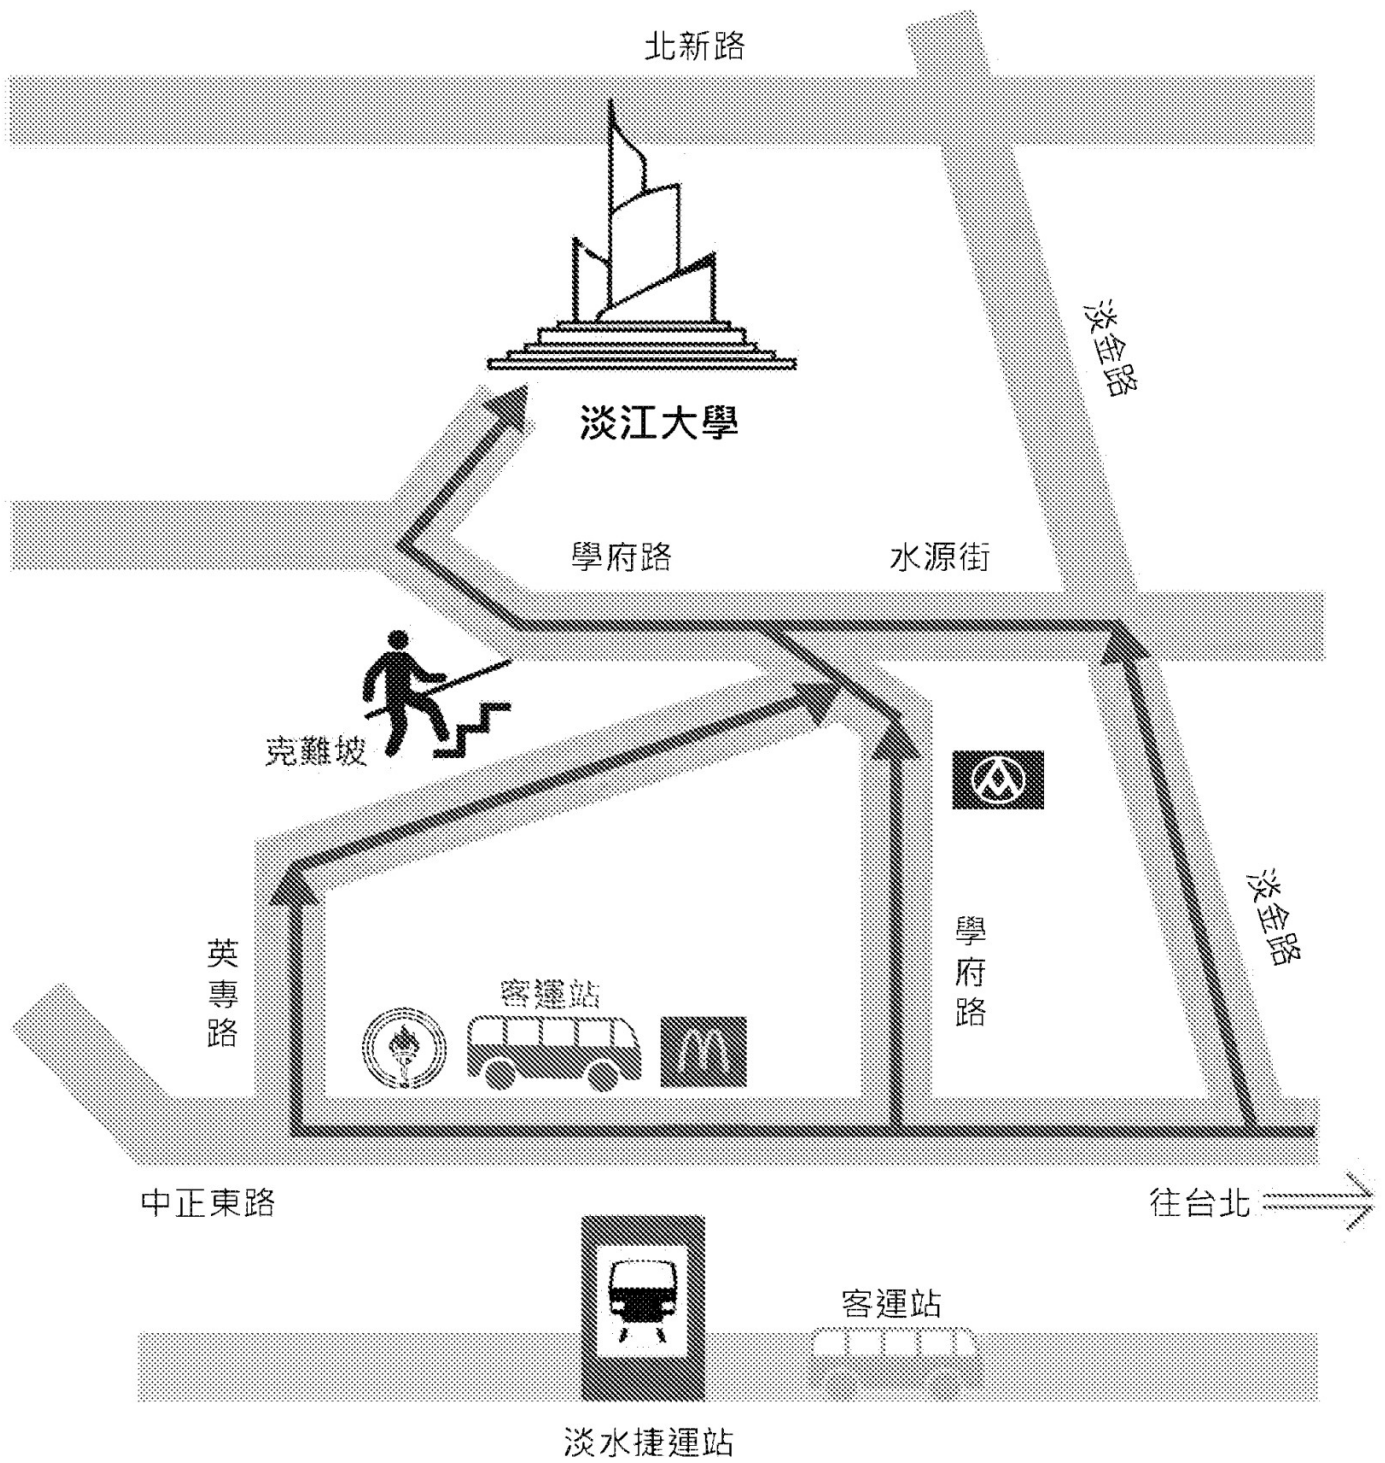 北新路
淡金路
淡江大學
學府路
水源街
克難坡
淡金路
學府路
英專路
客運站
中正東路
往台北
客運站
淡水捷運站